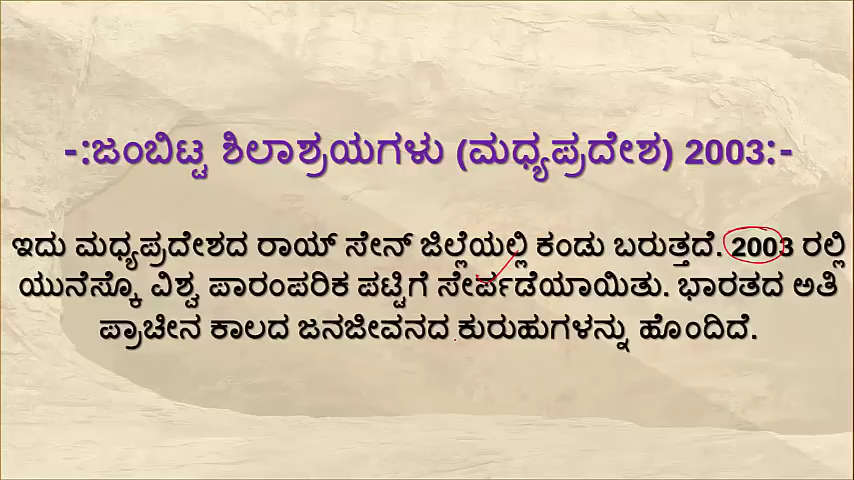 -:ಜಂಬಿಟ್ಟ ಶಿಲಾಶ್ರಯಗಳು (ಮಧ್ಯಪ್ರದೇಶ) 2003:-
ಇದು ಮಧ್ಯಪ್ರದೇಶದ ರಾಯ್ ಸೇನ್ ಜಿಲ್ಲೆಯಲ್ಲಿ ಕಂಡು ಬರುತ್ತದೆ. 2003 ರಲ್ಲಿ
ಯುನೆಸ್ಕೊ ವಿಶ್ವ ಪಾರಂಪರಿಕ ಪಟ್ಟಿಗೆ ಸೇರ್ಪಡೆಯಾಯಿತು. ಭಾರತದ ಅತಿ
ಪ್ರಾಚೀನ ಕಾಲದ ಜನಜೀವನದ ಕುರುಹುಗಳನ್ನು ಹೊಂದಿದೆ.